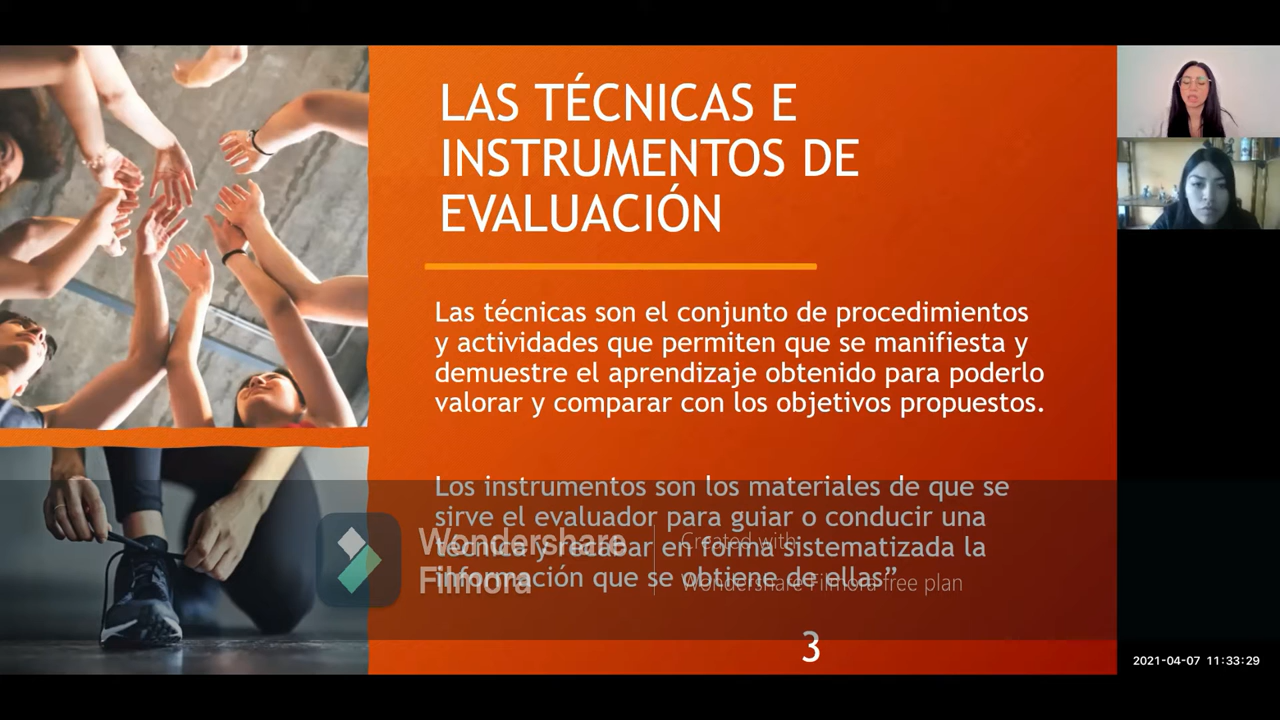 LAS TÉCNICAS E
INSTRUMENTOS DE
EVALUACIÓN
Las técnicas son el conjunto de procedimientos
y actividades que permiten que se manifiesta y
demuestre el aprendizaje obtenido para poderlo
valorar y comparar con los objetivos propuestos.
Los instrumentos son los materiales de que se
sirve el evaluador para guiar o conducir una
técnica y recabar en forma sistematizada la
información que se obtiene de ellas”
Wondershare
Filmora
Created with
Wondershare Filmora free plan
3
2021-04-07 11:33:29